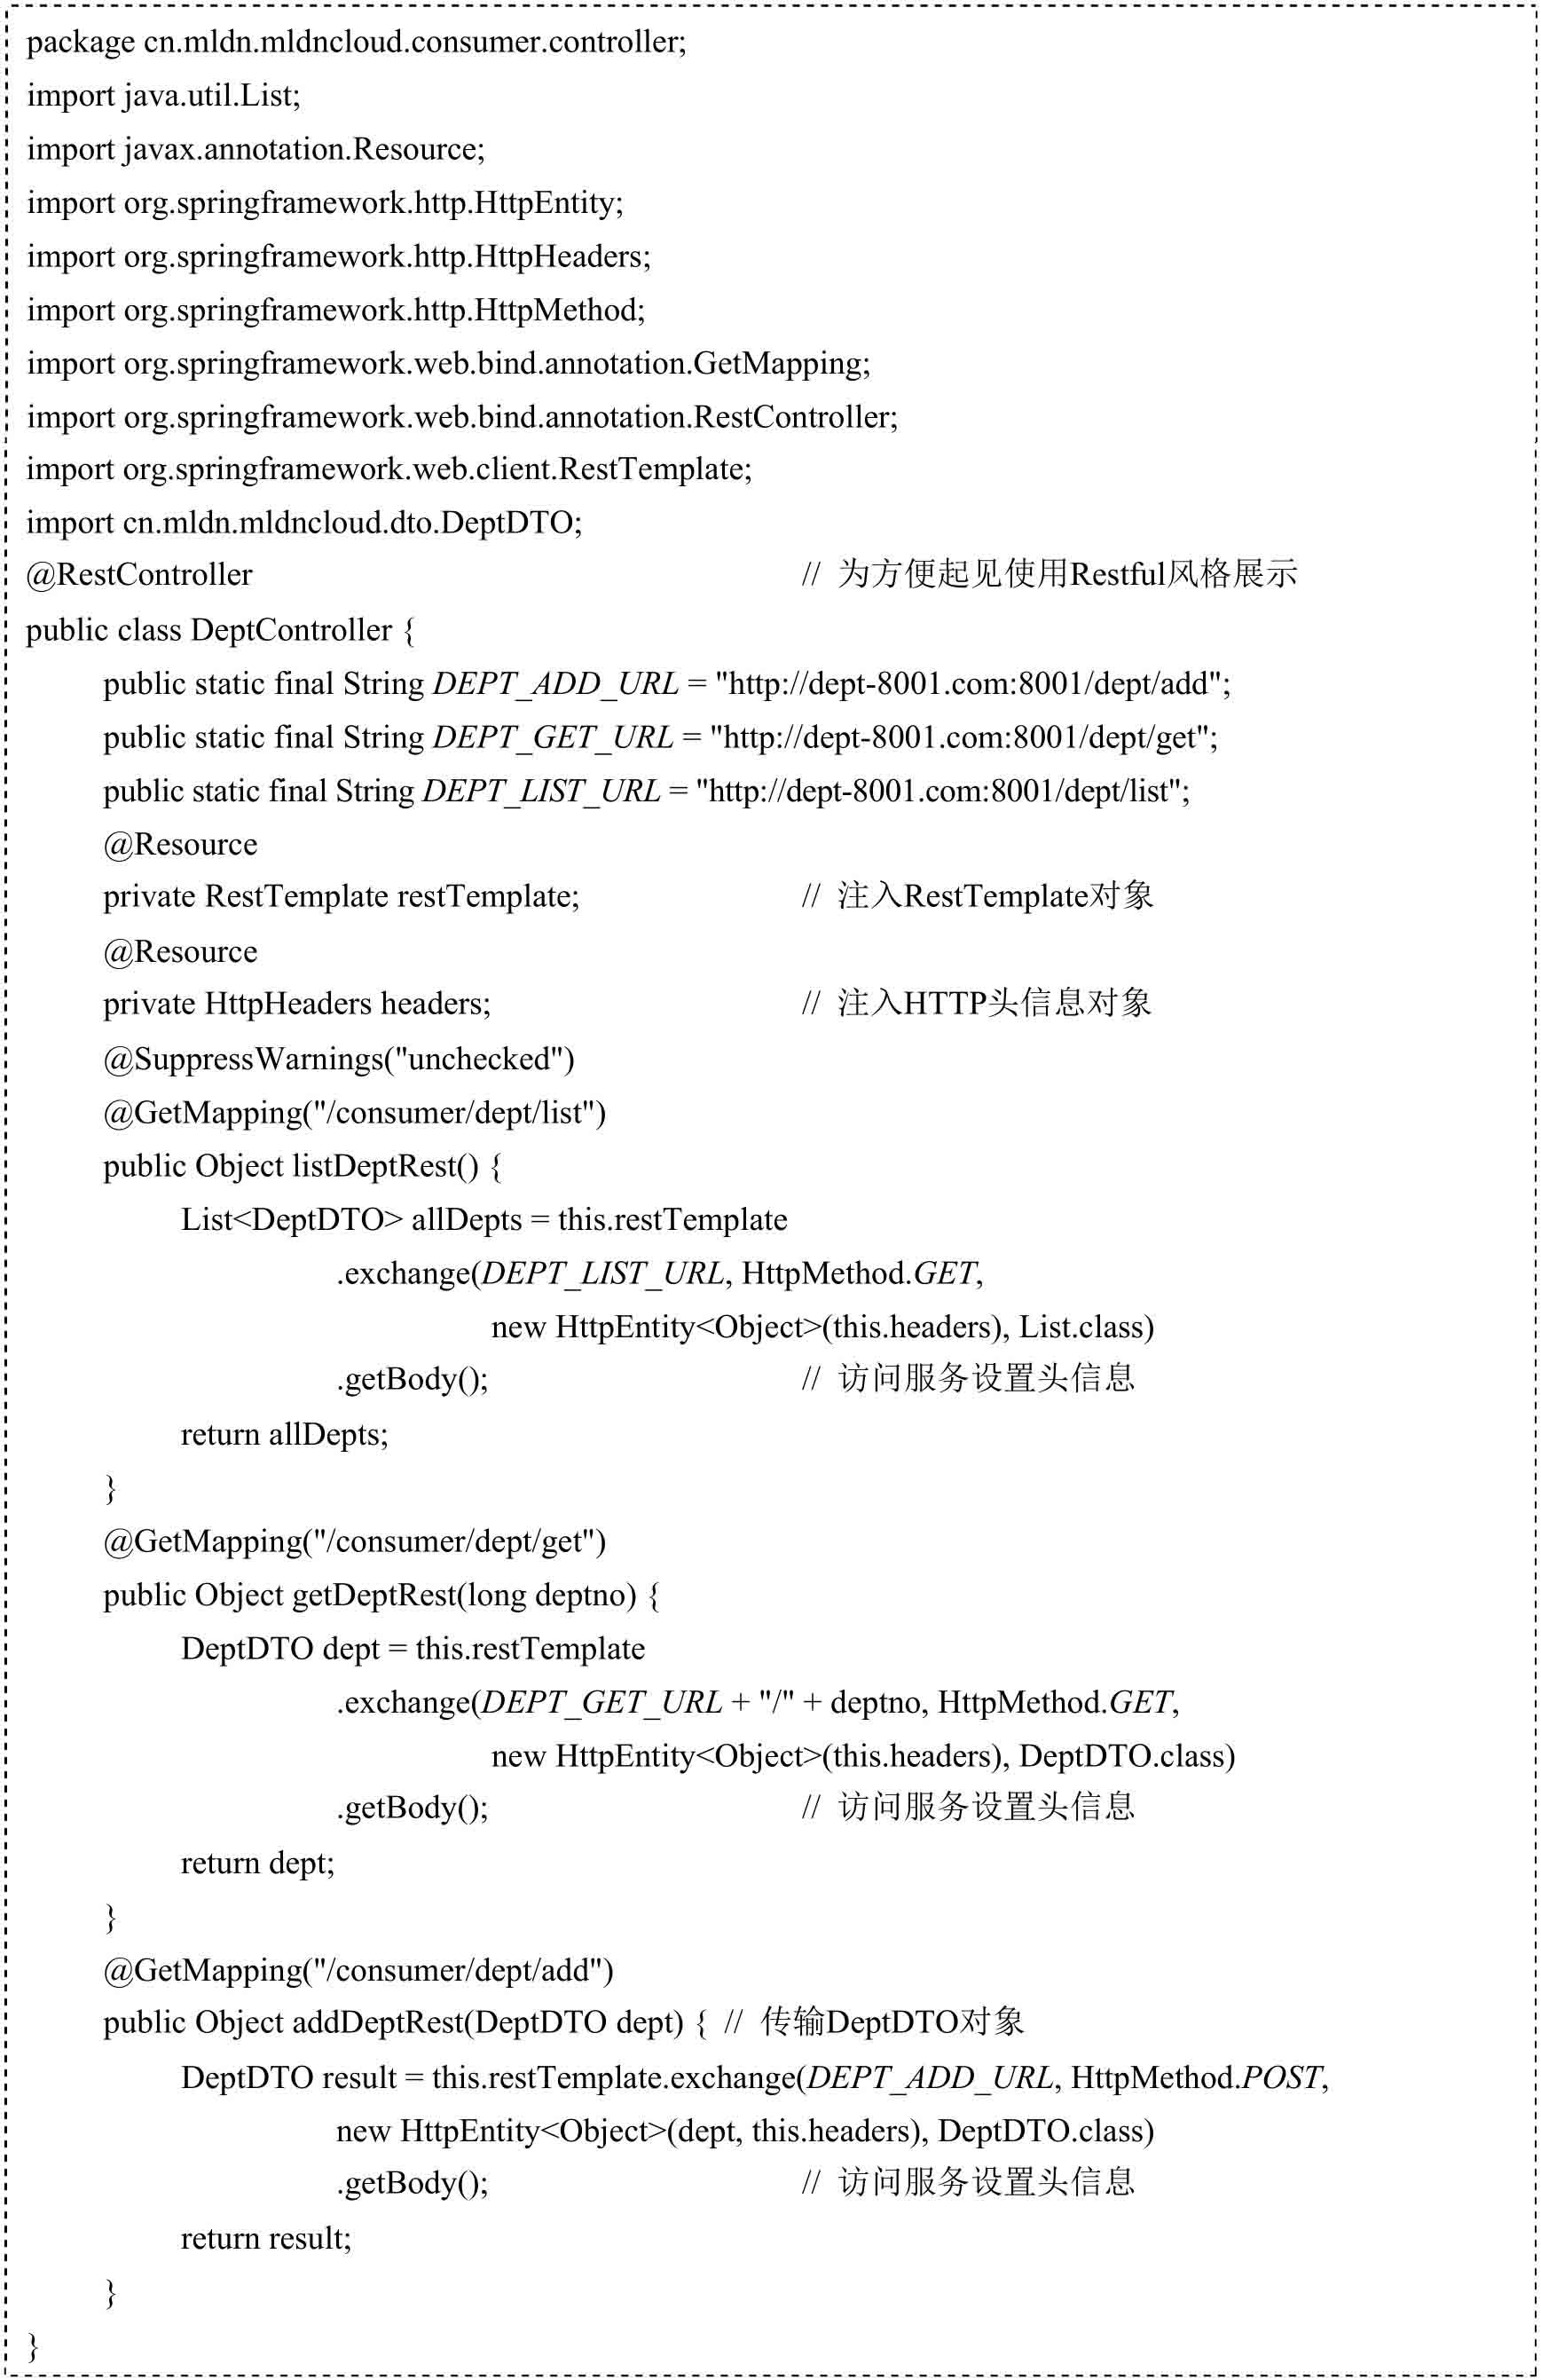 package cn.mldn.mldncloud.consumer.controller;
import java.util.List;
import javax.annotation.Resource;
import org.springframework.http.HttpEntity;
import org.springframework.http.HttpHeaders;
import org.springframework.http.HttpMethod;
import org.springframework.web.bind.annotation.GetMapping;
import org.springframework.web.bind.annotation.RestController;
import org.springframework.web.client.RestTemplate;
import cn.mldn.mldncloud.dto.DeptDTO;
@RestController // 为方便起见使用Restful风格展示
public class DeptController {
public static final String DEPT_ADD_URL = "http://dept-8001.com:8001/dept/add";
public static final String DEPT_GET_URL = "http://dept-8001.com:8001/dept/get";
public static final String DEPT_LIST_URL = "http://dept-8001.com:8001/dept/list";
@Resource
private RestTemplate restTemplate; // 注入RestTemplate对象
@Resource
private HttpHeaders headers; // 注入HTTP头信息对象
@SuppressWarnings("unchecked")
@GetMapping("/consumer/dept/list")
public Object listDeptRest() {
List<DeptDTO> allDepts = this.restTemplate
.exchange(DEPT_LIST_URL, HttpMethod.GET,
new HttpEntity<Object>(this.headers), List.class)
.getBody(); // 访问服务设置头信息
return allDepts;
}
@GetMapping("/consumer/dept/get")
public Object getDeptRest(long deptno) {
DeptDTO dept = this.restTemplate
.exchange(DEPT_GET_URL + "/" + deptno, HttpMethod.GET,
new HttpEntity<Object>(this.headers), DeptDTO.class)
.getBody(); // 访问服务设置头信息
return dept;
}
@GetMapping("/consumer/dept/add")
public Object addDeptRest(DeptDTO dept) { // 传输DeptDTO对象
DeptDTO result = this.restTemplate.exchange(DEPT_ADD_URL, HttpMethod.POST,
new HttpEntity<Object>(dept, this.headers), DeptDTO.class)
.getBody(); // 访问服务设置头信息
return result;
}
}